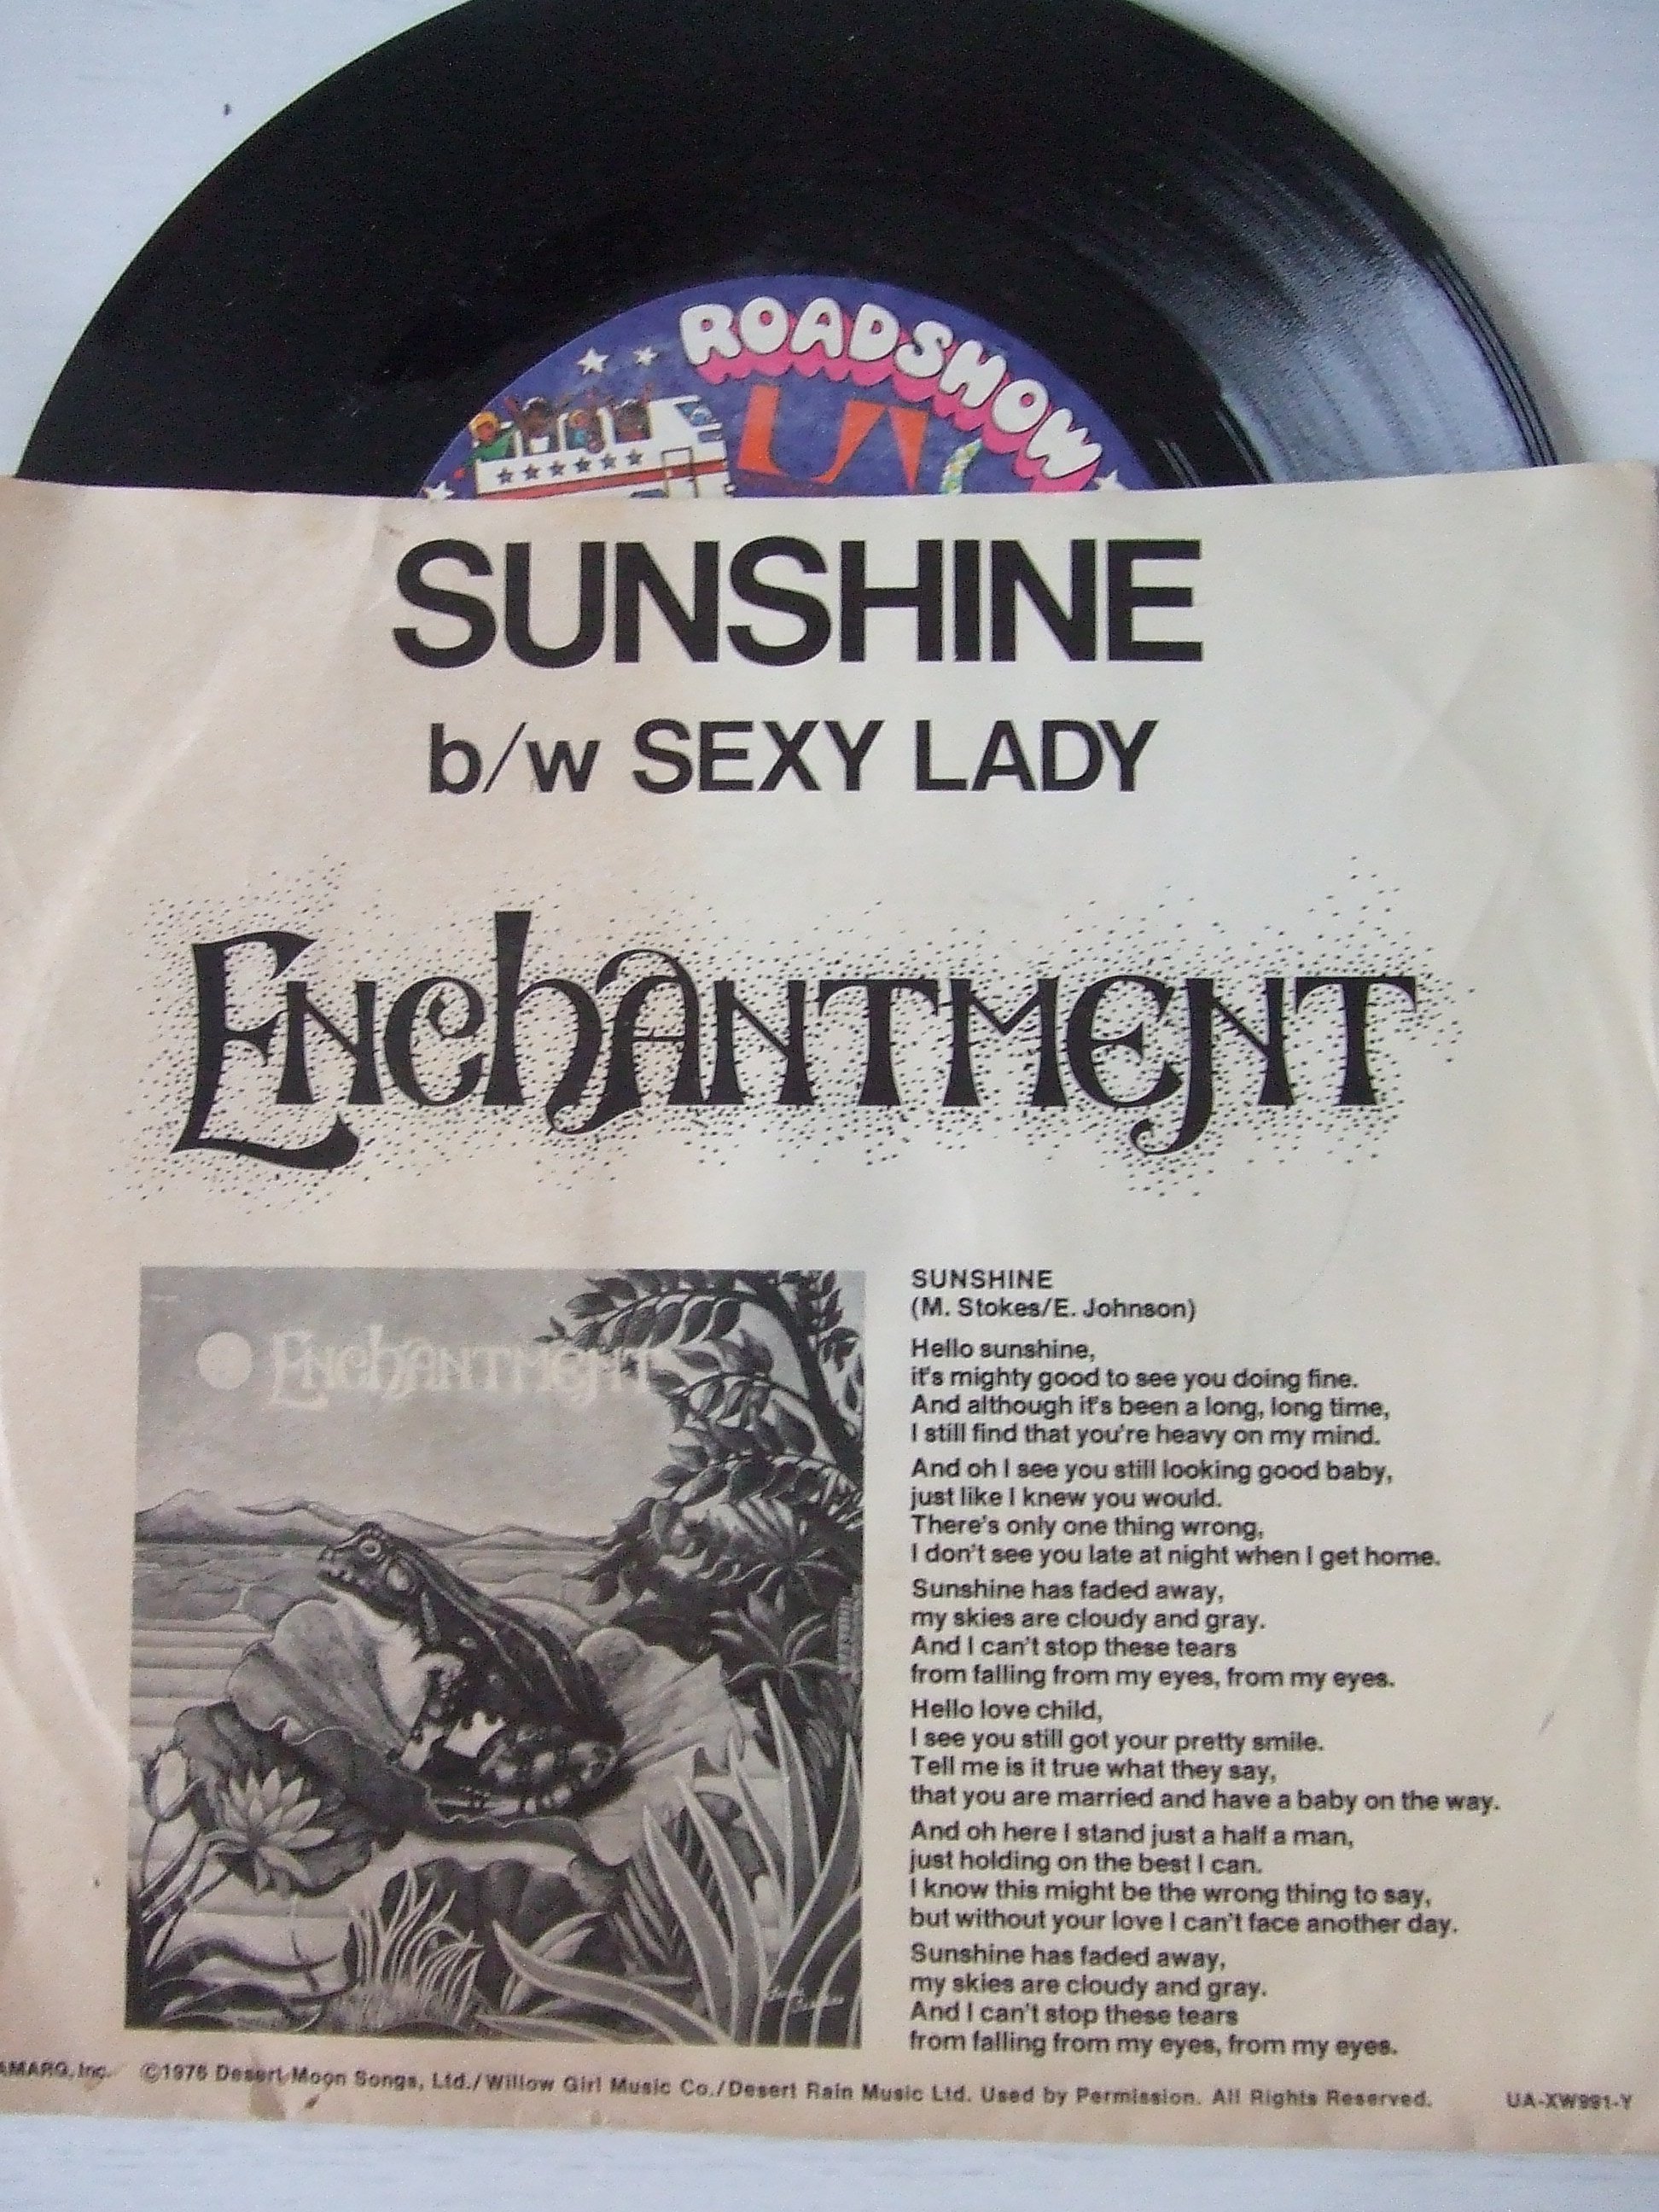 ROADSHOW
UA
SUNSHINE
b/w SEXY LADY
Enchantment
Enchantment
SUNSHINE
(M. Stokes/E. Johnson)
Hello sunshine,
it's mighty good to see you doing fine.
And although it's been a long, long time,
I still find that you're heavy on my mind.
And oh I see you still looking good baby,
just like I knew you would.
There's only one thing wrong,
I don't see you late at night when I get home.
Sunshine has faded away,
my skies are cloudy and gray.
And I can't stop these tears
from falling from my eyes, from my eyes.
Hello love child,
I see you still got your pretty smile.
Tell me is it true what they say,
that you are married and have a baby on the way.
And oh here I stand just a half a man,
just holding on the best I can.
I know this might be the wrong thing to say,
but without your love I can't face another day.
Sunshine has faded away,
my skies are cloudy and gray.
And I can't stop these tears
from falling from my eyes, from my eyes.
AMARG, Inc. ©1976 Desert Moon Songs, Ltd./Willow Girl Music Co./Desert Rain Music Ltd. Used by Permission. All Rights Reserved. UA-XW991-Y